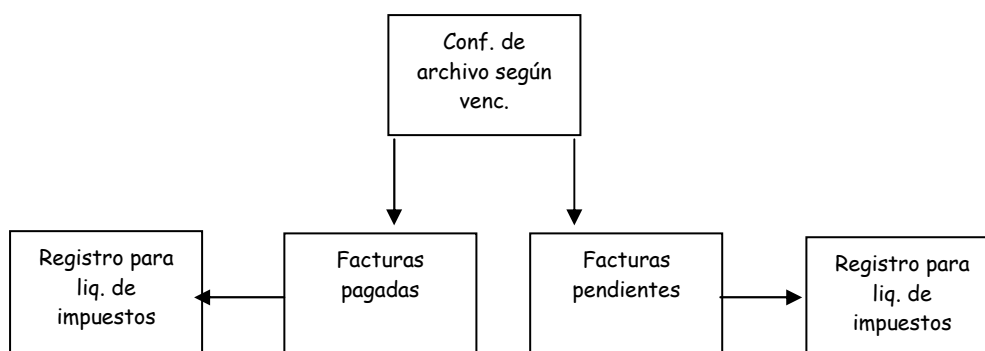 Conf. de
archivo según
venc.
Registro para
liq. de
impuestos
Facturas
pagadas
Facturas
pendientes
Registro para
liq. de
impuestos